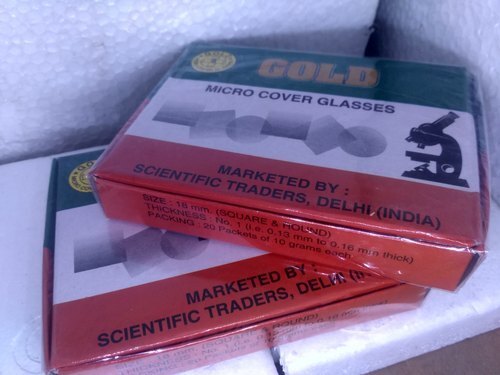 GOLD
MICRO COVER GLASSES
MARKETED BY :
SCIENTIFIC TRADERS, DELHI (INDIA)
SIZE : 18 mm. (SQUARE & ROUND)
THICKNESS : No. 1 (i.e. 0.13 mm to 0.16 mm thick)
PACKING : 20 Packets of 10 grams each.
MARKETED BY :
SCIENTIFIC TRADERS, DELHI